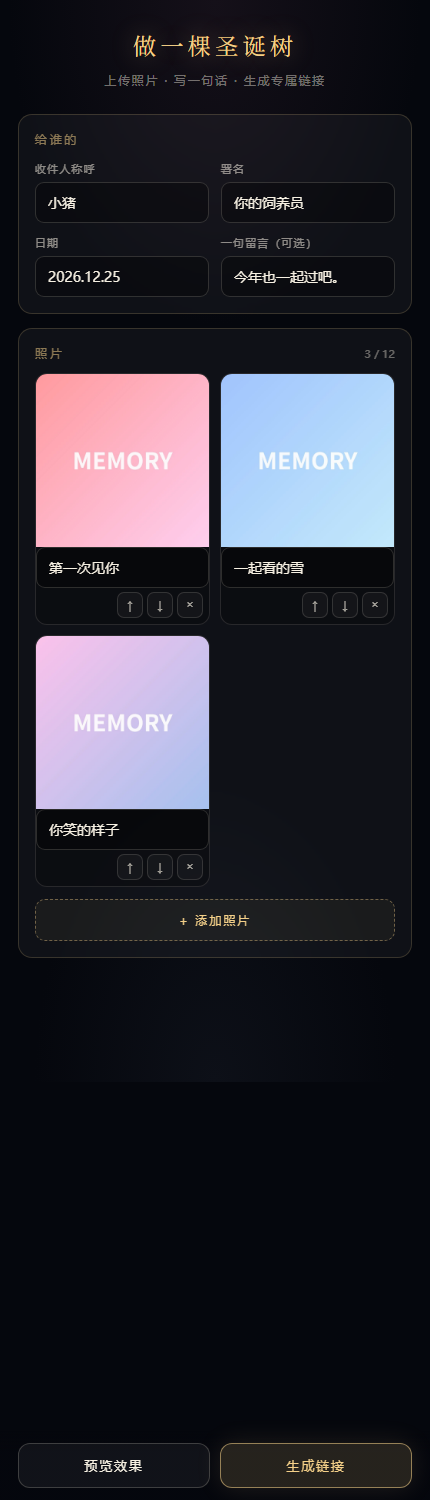 做一棵圣诞树
上传照片 · 写一句话 · 生成专属链接
给谁的
收件人称呼 署名
小猪 你的饲养员
日期 一句留言（可选）
2026.12.25 今年也一起过吧。
照片 3 / 12
MEMORY MEMORY
第一次见你 一起看的雪
↑ ↓ × ↑ ↓ ×
MEMORY
你笑的样子
↑ ↓ ×
+ 添加照片
预览效果 生成链接